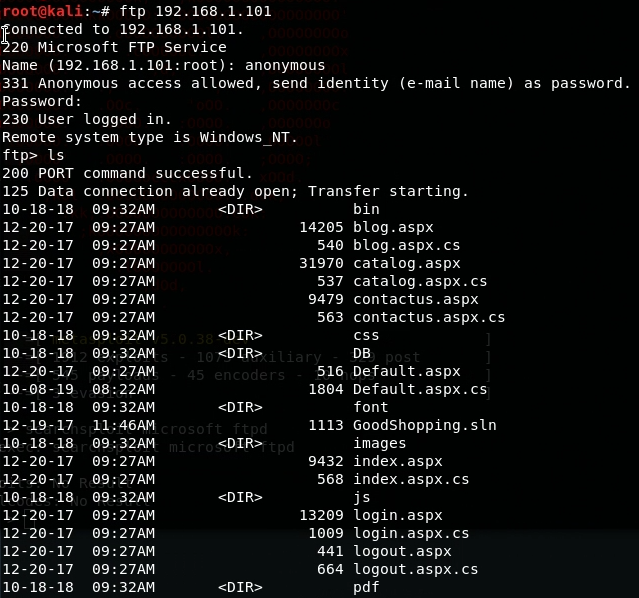 root@kali:~# ftp 192.168.1.101
Connected to 192.168.1.101.
220 Microsoft FTP Service
Name (192.168.1.101:root): anonymous
331 Anonymous access allowed, send identity (e-mail name) as password.
Password:
230 User logged in.
Remote system type is Windows_NT.
ftp> ls
200 PORT command successful.
125 Data connection already open; Transfer starting.
10-18-18  09:32AM       <DIR>          bin
12-20-17  09:27AM                14205 blog.aspx
12-20-17  09:27AM                  540 blog.aspx.cs
12-20-17  09:27AM                31970 catalog.aspx
12-20-17  09:27AM                  537 catalog.aspx.cs
12-20-17  09:27AM                 9479 contactus.aspx
12-20-17  09:27AM                  563 contactus.aspx.cs
10-18-18  09:32AM       <DIR>          css
10-18-18  09:32AM       <DIR>          DB
12-20-17  09:27AM                  516 Default.aspx
10-08-19  08:22AM                 1804 Default.aspx.cs
10-18-18  09:32AM       <DIR>          font
12-19-17  11:46AM                 1113 GoodShopping.sln
10-18-18  09:32AM       <DIR>          images
12-20-17  09:27AM                 9432 index.aspx
12-20-17  09:27AM                  568 index.aspx.cs
10-18-18  09:32AM       <DIR>          js
12-20-17  09:27AM                13209 login.aspx
12-20-17  09:27AM                 1009 login.aspx.cs
12-20-17  09:27AM                  441 logout.aspx
12-20-17  09:27AM                  664 logout.aspx.cs
10-18-18  09:32AM       <DIR>          pdf